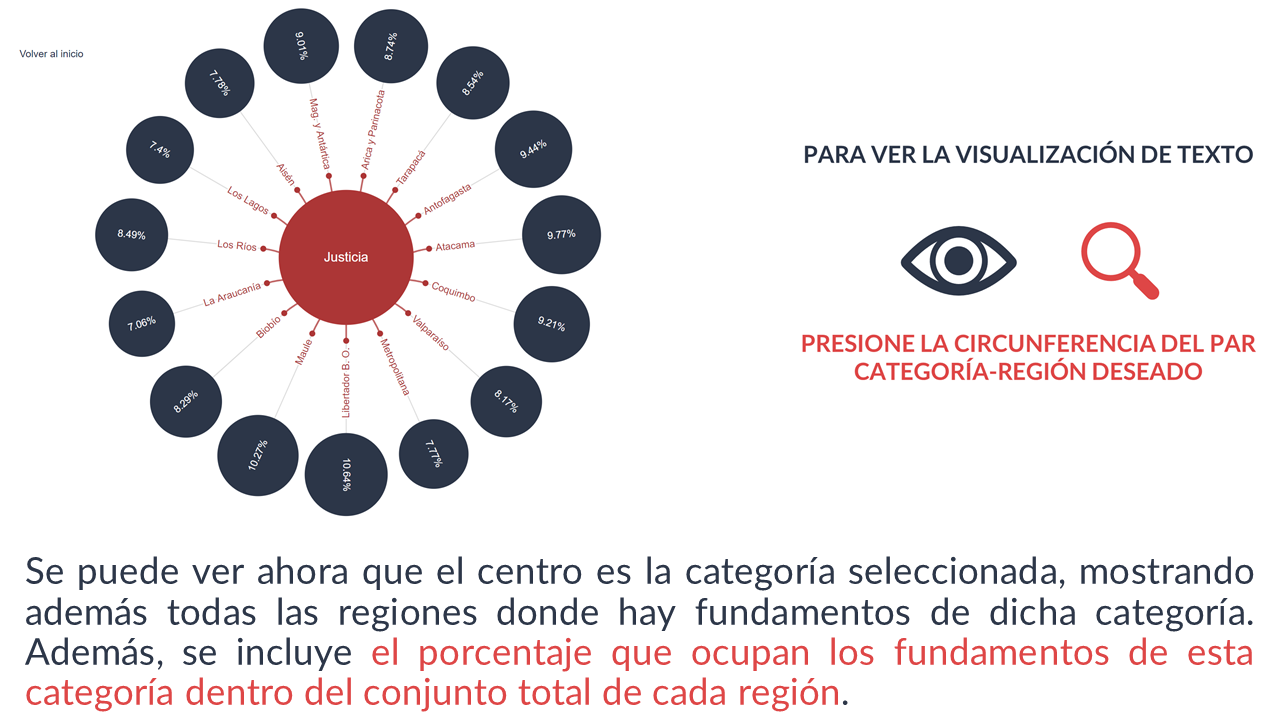 Volver al inicio
9.01%
Mag. y Antártica
8.74%
Arica y Parinacota
8.54%
Tarapacá
9.44%
Antofagasta
9.77%
Atacama
9.21%
Coquimbo
8.17%
Valparaíso
7.77%
Metropolitana
10.64%
Libertador B. O.
10.27%
Maule
8.29%
Biobío
7.06%
La Araucanía
8.49%
Los Ríos
7.4%
Los Lagos
7.78%
Aisén
Justicia
PARA VER LA VISUALIZACIÓN DE TEXTO
PRESIONE LA CIRCUNFERENCIA DEL PAR
CATEGORÍA-REGIÓN DESEADO
Se puede ver ahora que el centro es la categoría seleccionada, mostrando
además todas las regiones donde hay fundamentos de dicha categoría.
Además, se incluye el porcentaje que ocupan los fundamentos de esta
categoría dentro del conjunto total de cada región.